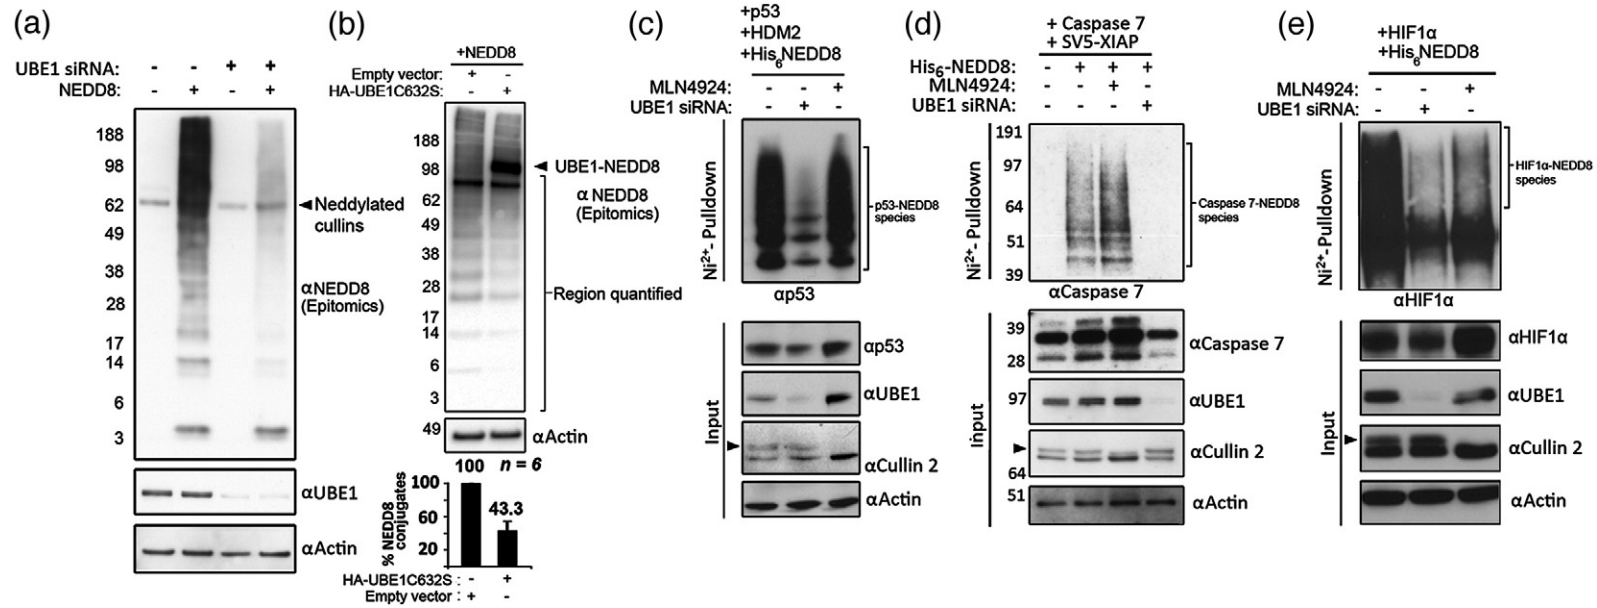 (a)
UBE1 siRNA: - - + +
NEDD8: - + - +
188
98
62
49
38
28
17
14
6
3
Neddylated
cullins
αNEDD8
(Epitomics)
αUBE1
αActin
(b)
+NEDD8
Empty vector: + -
HA-UBE1C632S: - +
188
98
62
49
38
28
17
14
6
3
49
UBE1-NEDD8
α NEDD8
(Epitomics)
Region quantified
αActin
100 n = 6
% NEDD8
conjugates
100
60
20
43.3
HA-UBE1C632S : - +
Empty vector : + -
(c)
+p53
+HDM2
+His6NEDD8
MLN4924: - - +
UBE1 siRNA: - + -
Ni2+- Pulldown
p53-NEDD8
species
αp53
Input
αp53
αUBE1
αCullin 2
αActin
(d)
+ Caspase 7
+ SV5-XIAP
His6-NEDD8: - + + +
MLN4924: - - + -
UBE1 siRNA: - - - +
Ni2+- Pulldown
191
97
64
51
39
Caspase 7-NEDD8
species
αCaspase 7
Input
39
28
97
64
51
αCaspase 7
αUBE1
αCullin 2
αActin
(e)
+HIF1α
+His6NEDD8
MLN4924: - - +
UBE1 siRNA: - + -
Ni2+-Pulldown
HIF1α-NEDD8
species
αHIF1α
Input
αHIF1α
αUBE1
αCullin 2
αActin